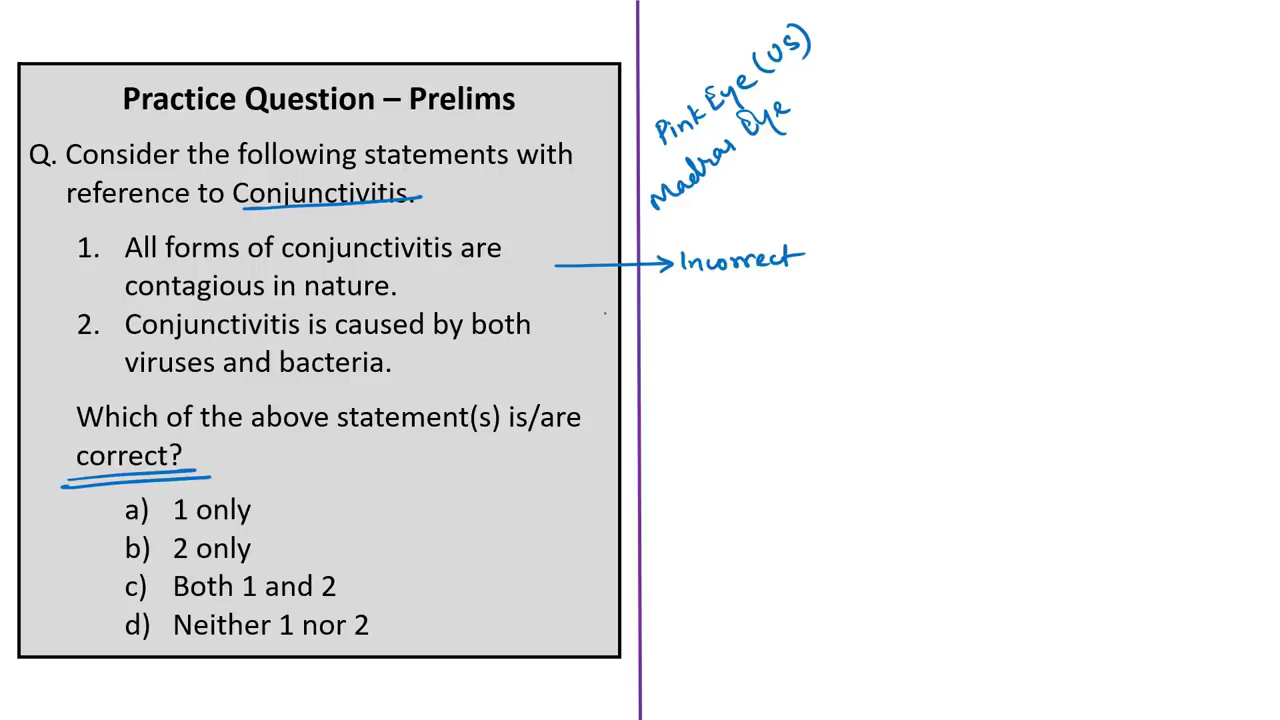 Practice Question – Prelims
Q. Consider the following statements with
reference to Conjunctivitis.
1. All forms of conjunctivitis are
contagious in nature.
2. Conjunctivitis is caused by both
viruses and bacteria.
Which of the above statement(s) is/are
correct?
a) 1 only
b) 2 only
c) Both 1 and 2
d) Neither 1 nor 2
Pink Eye (US)
Madras Eye
Incorrect